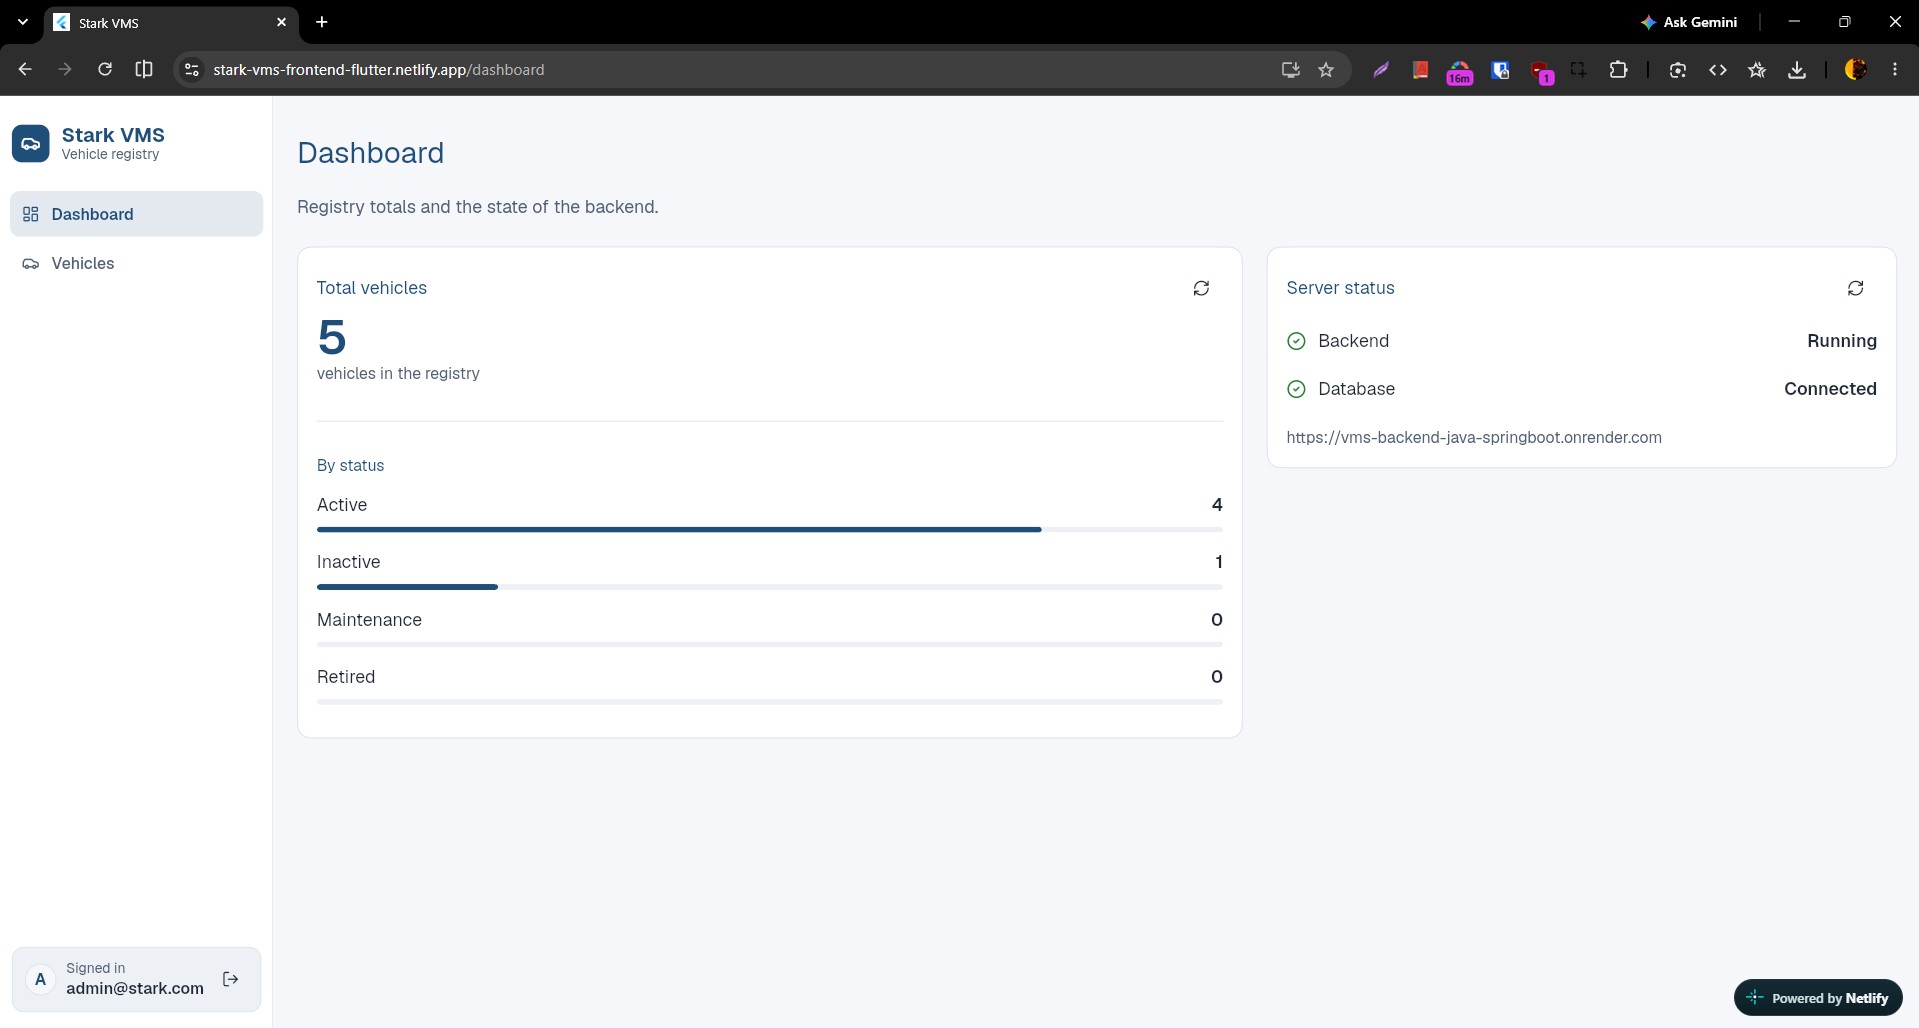 Stark VMS
Ask Gemini
stark-vms-frontend-flutter.netlify.app/dashboard
16m
1
Stark VMS
Vehicle registry
Dashboard
Vehicles
Dashboard
Registry totals and the state of the backend.
Total vehicles
5
vehicles in the registry
By status
Active 4
Inactive 1
Maintenance 0
Retired 0
Server status
Backend Running
Database Connected
https://vms-backend-java-springboot.onrender.com
A
Signed in
admin@stark.com
Powered by Netlify